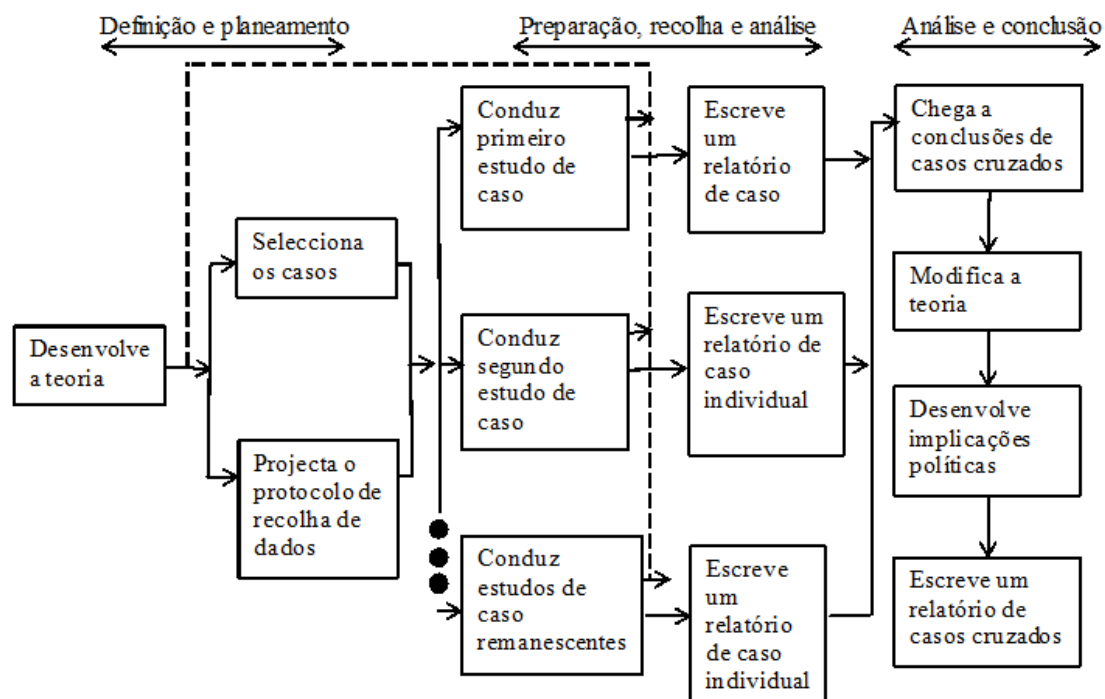 Definição e planeamento
Preparação, recolha e análise
Análise e conclusão
Desenvolve
a teoria
Selecciona
os casos
Projecta o
protocolo de
recolha de
dados
Conduz
primeiro
estudo de
caso
Escreve
um
relatório
de caso
Conduz
segundo
estudo de
caso
Escreve um
relatório de
caso
individual
Conduz
estudos de
caso
remanescentes
Escreve
um
relatório
de caso
individual
Chega a
conclusões de
casos cruzados
Modifica a
teoria
Desenvolve
implicações
políticas
Escreve um
relatório de
casos cruzados